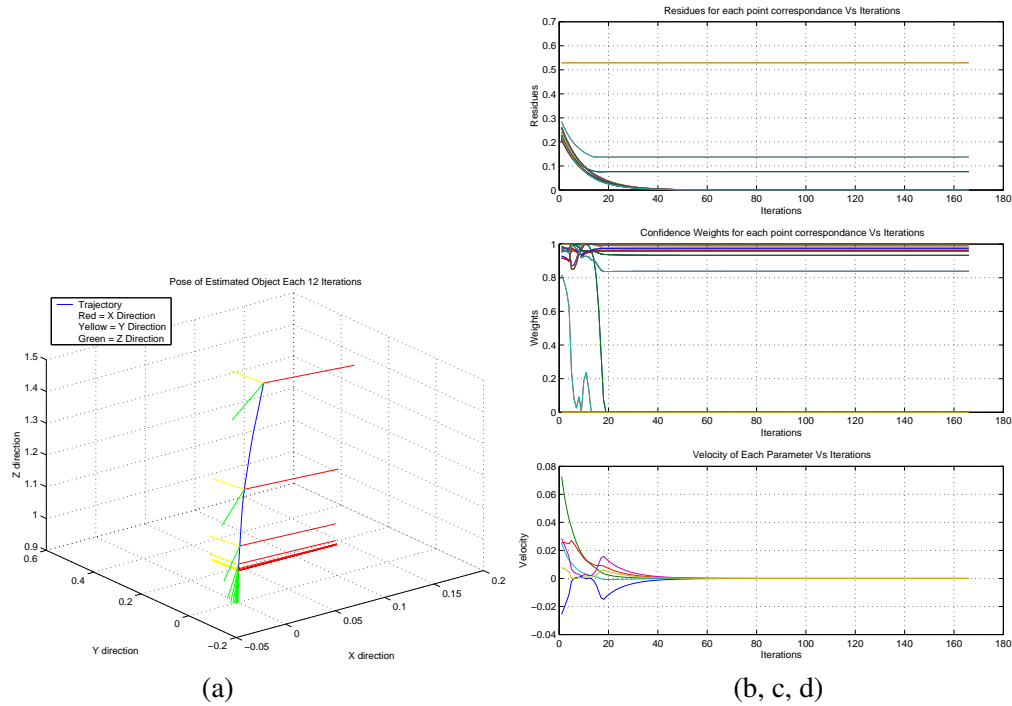 Pose of Estimated Object Each 12 Iterations
Trajectory
Red = X Direction
Yellow = Y Direction
Green = Z Direction
1.5
1.4
1.3
1.2
1.1
1
0.9
Z direction
0.6
0.4
0.2
0
−0.2
Y direction
−0.05
0
0.05
0.1
0.15
0.2
X direction
(a)
Residues for each point correspondance Vs Iterations
0.7
0.6
0.5
0.4
0.3
0.2
0.1
0
Residues
0 20 40 60 80 100 120 140 160 180
Iterations
Confidence Weights for each point correspondance Vs Iterations
1
0.8
0.6
0.4
0.2
0
Weights
0 20 40 60 80 100 120 140 160 180
Iterations
Velocity of Each Parameter Vs Iterations
0.08
0.06
0.04
0.02
0
−0.02
−0.04
Velocity
0 20 40 60 80 100 120 140 160 180
Iterations
(b, c, d)